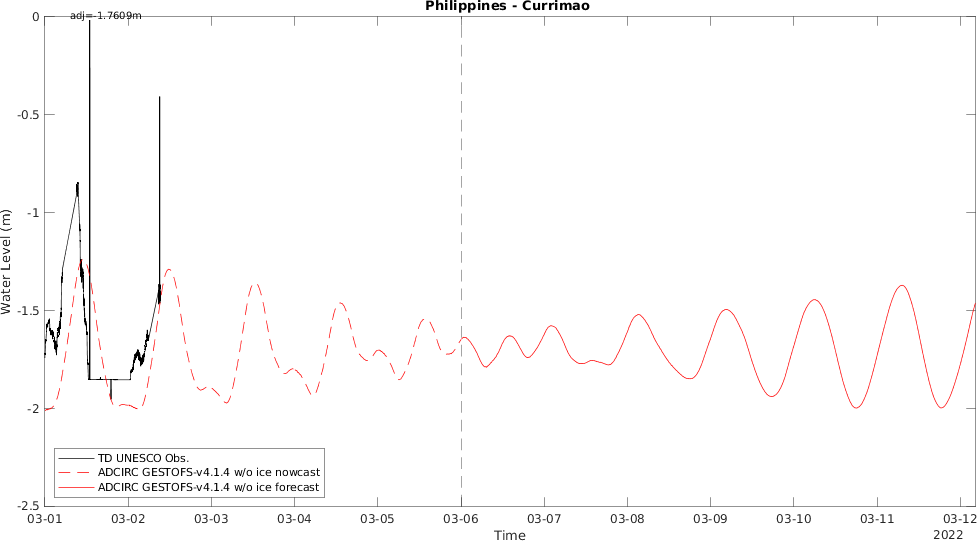 Philippines - Currimao
adj=-1.7609m
0
-0.5
-1
-1.5
-2
-2.5
Water Level (m)
TD UNESCO Obs.
ADCIRC GESTOFS-v4.1.4 w/o ice nowcast
ADCIRC GESTOFS-v4.1.4 w/o ice forecast
03-01 03-02 03-03 03-04 03-05 03-06 03-07 03-08 03-09 03-10 03-11 03-12
Time
2022